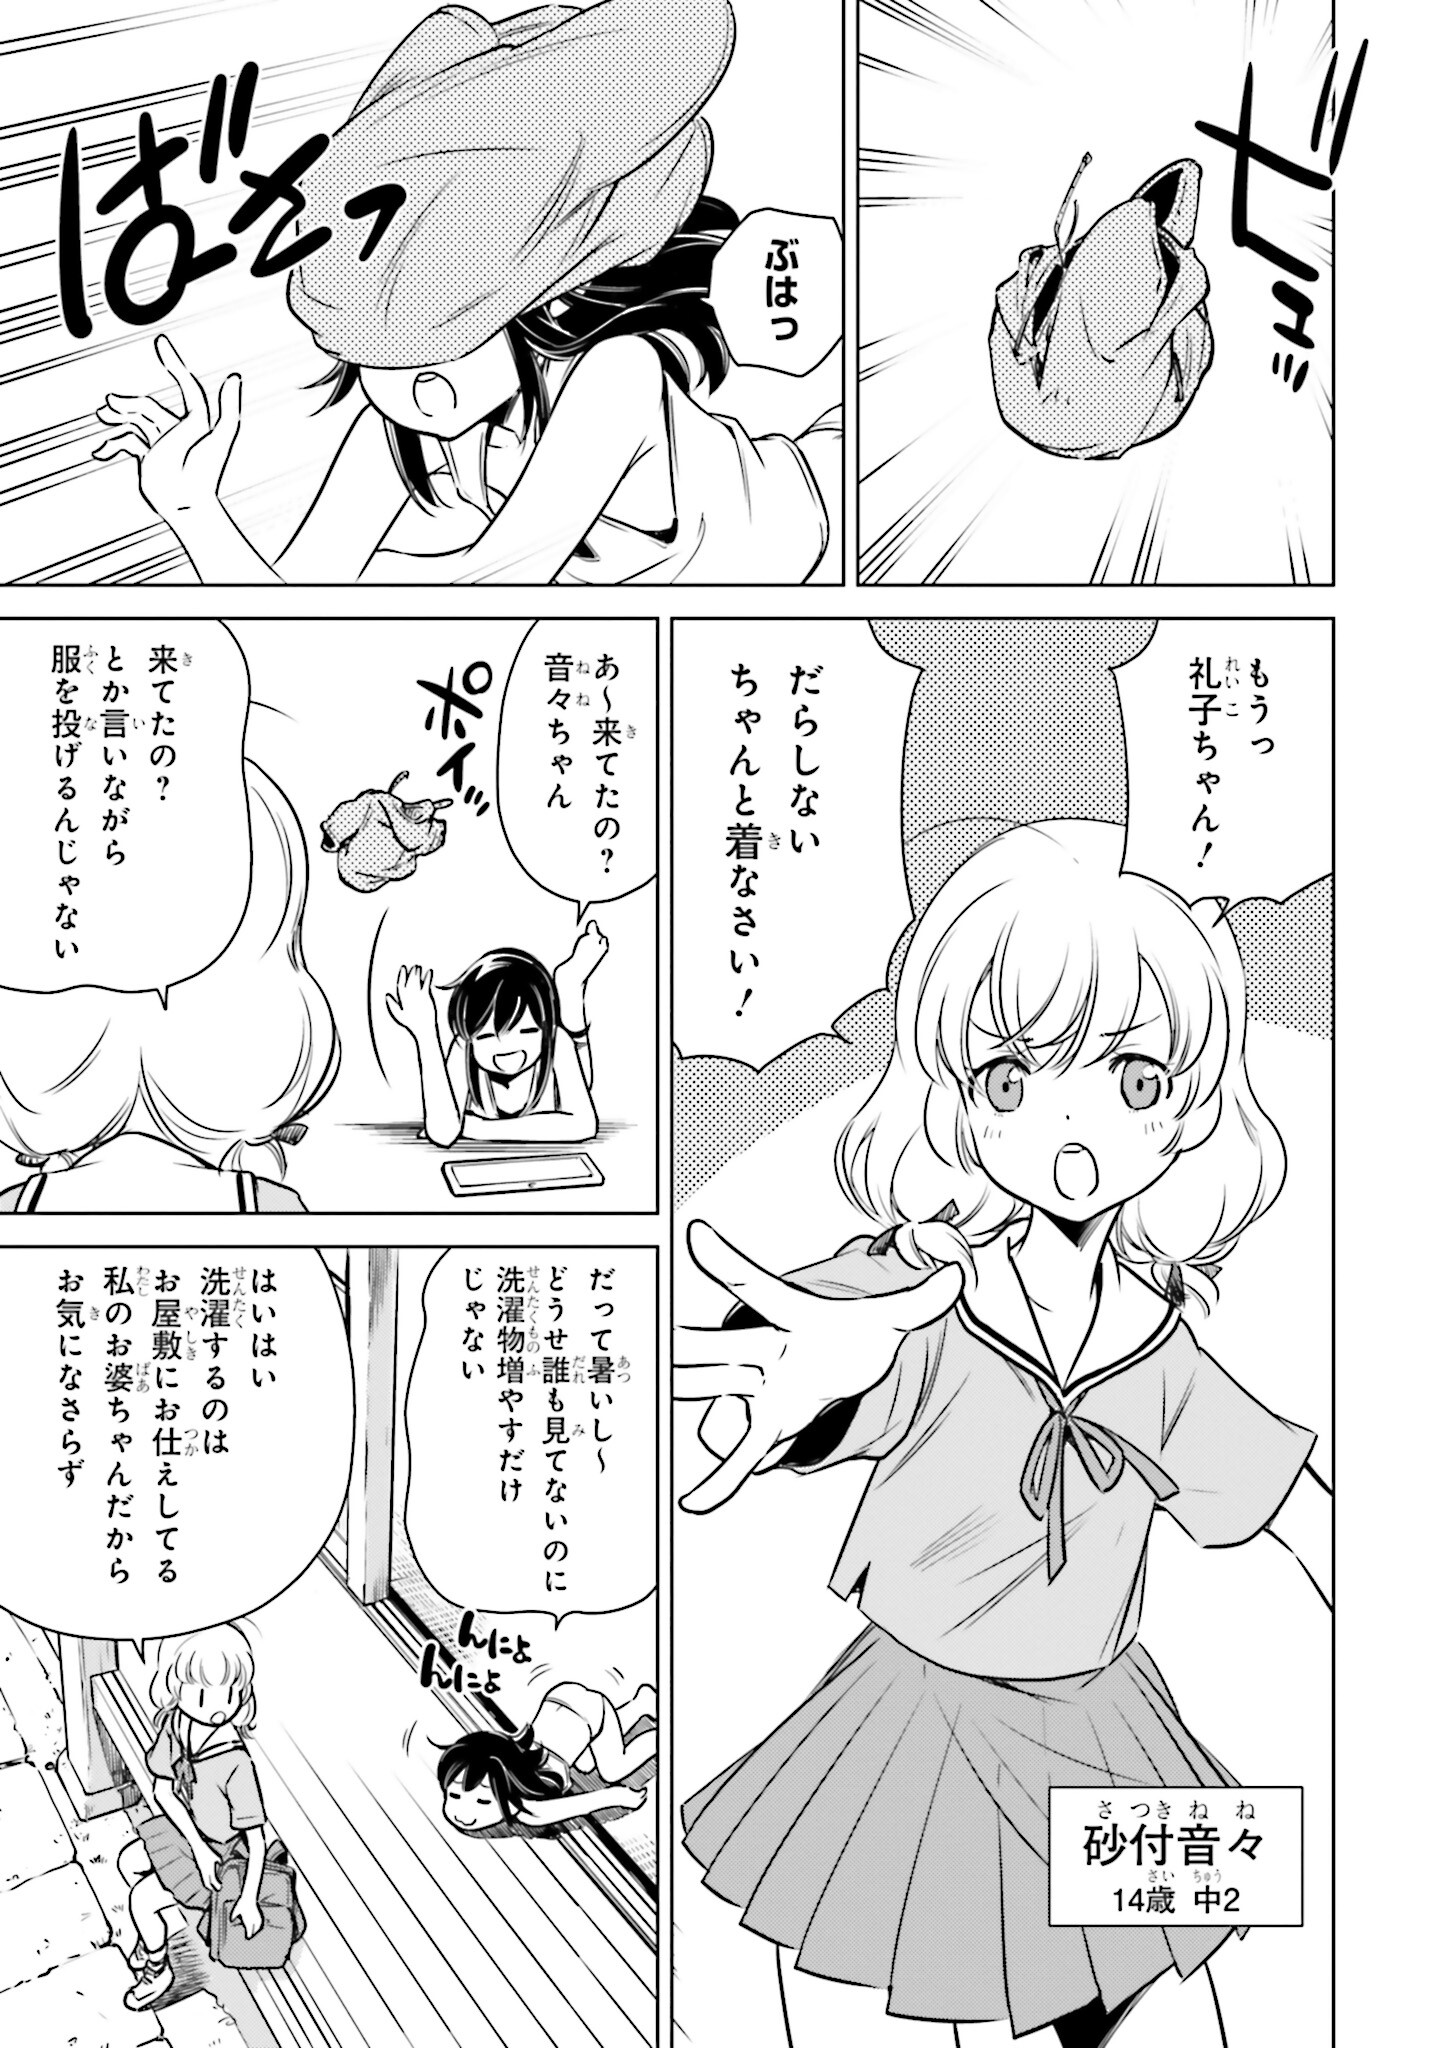 ビュッ
ばさっ
ぶはっ
もうっ
礼子ちゃん！
だらしない
ちゃんと着なさい！
砂付音々
14歳 中2
あ〜来てたの？
音々ちゃん
ポイッ
来てたの？
とか言いながら
服を投げるんじゃない
だって暑いし〜
どうせ誰も見てないのに
洗濯物増やすだけ
じゃない
んにょ
んにょ
はいはい
洗濯するのは
お屋敷にお仕えしてる
私のお婆ちゃんだから
お気になさらず